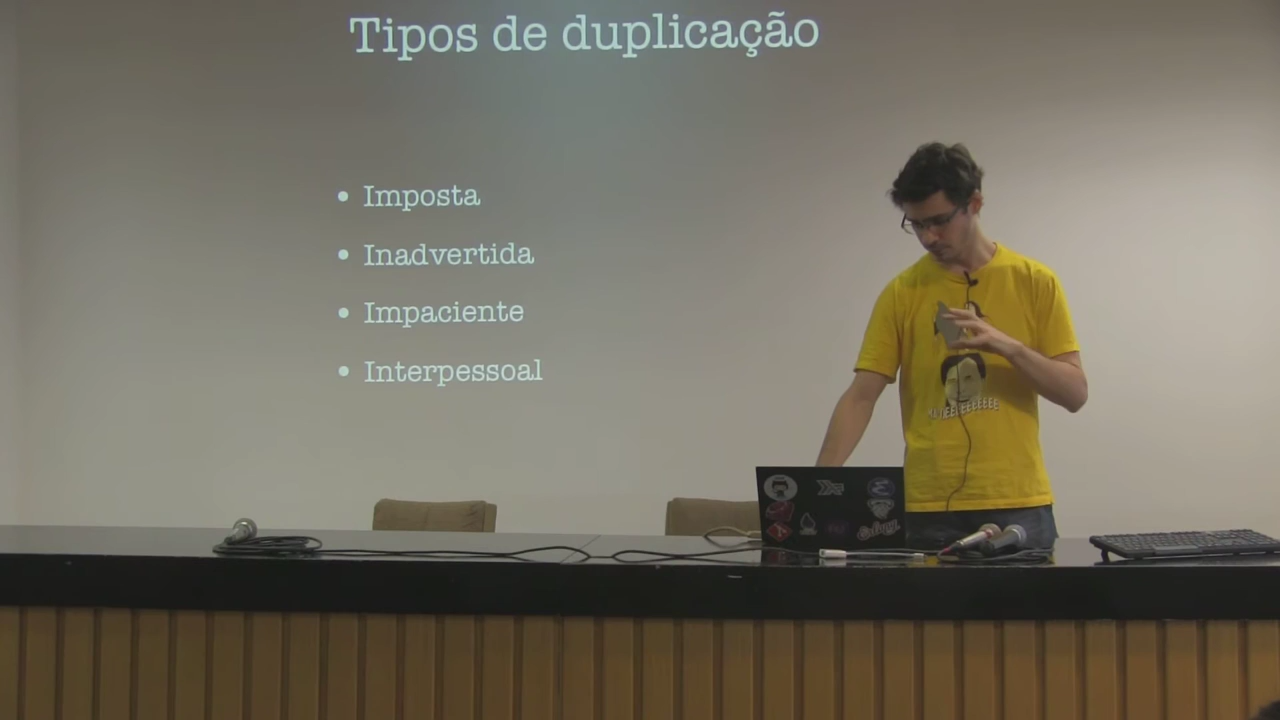 Tipos de duplicação
• Imposta
• Inadvertida
• Impaciente
• Interpessoal